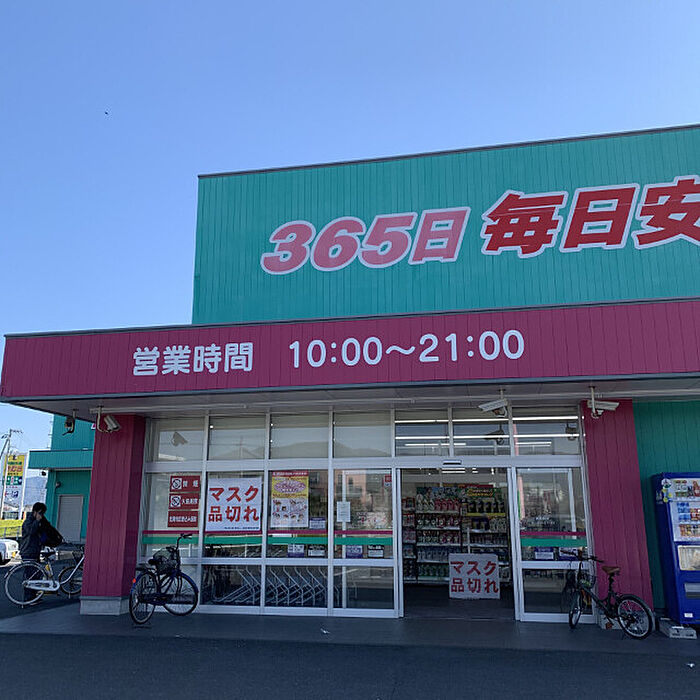 365日 毎日安
営業時間 10:00～21:00
マスク
品切れ
マスク
品切れ